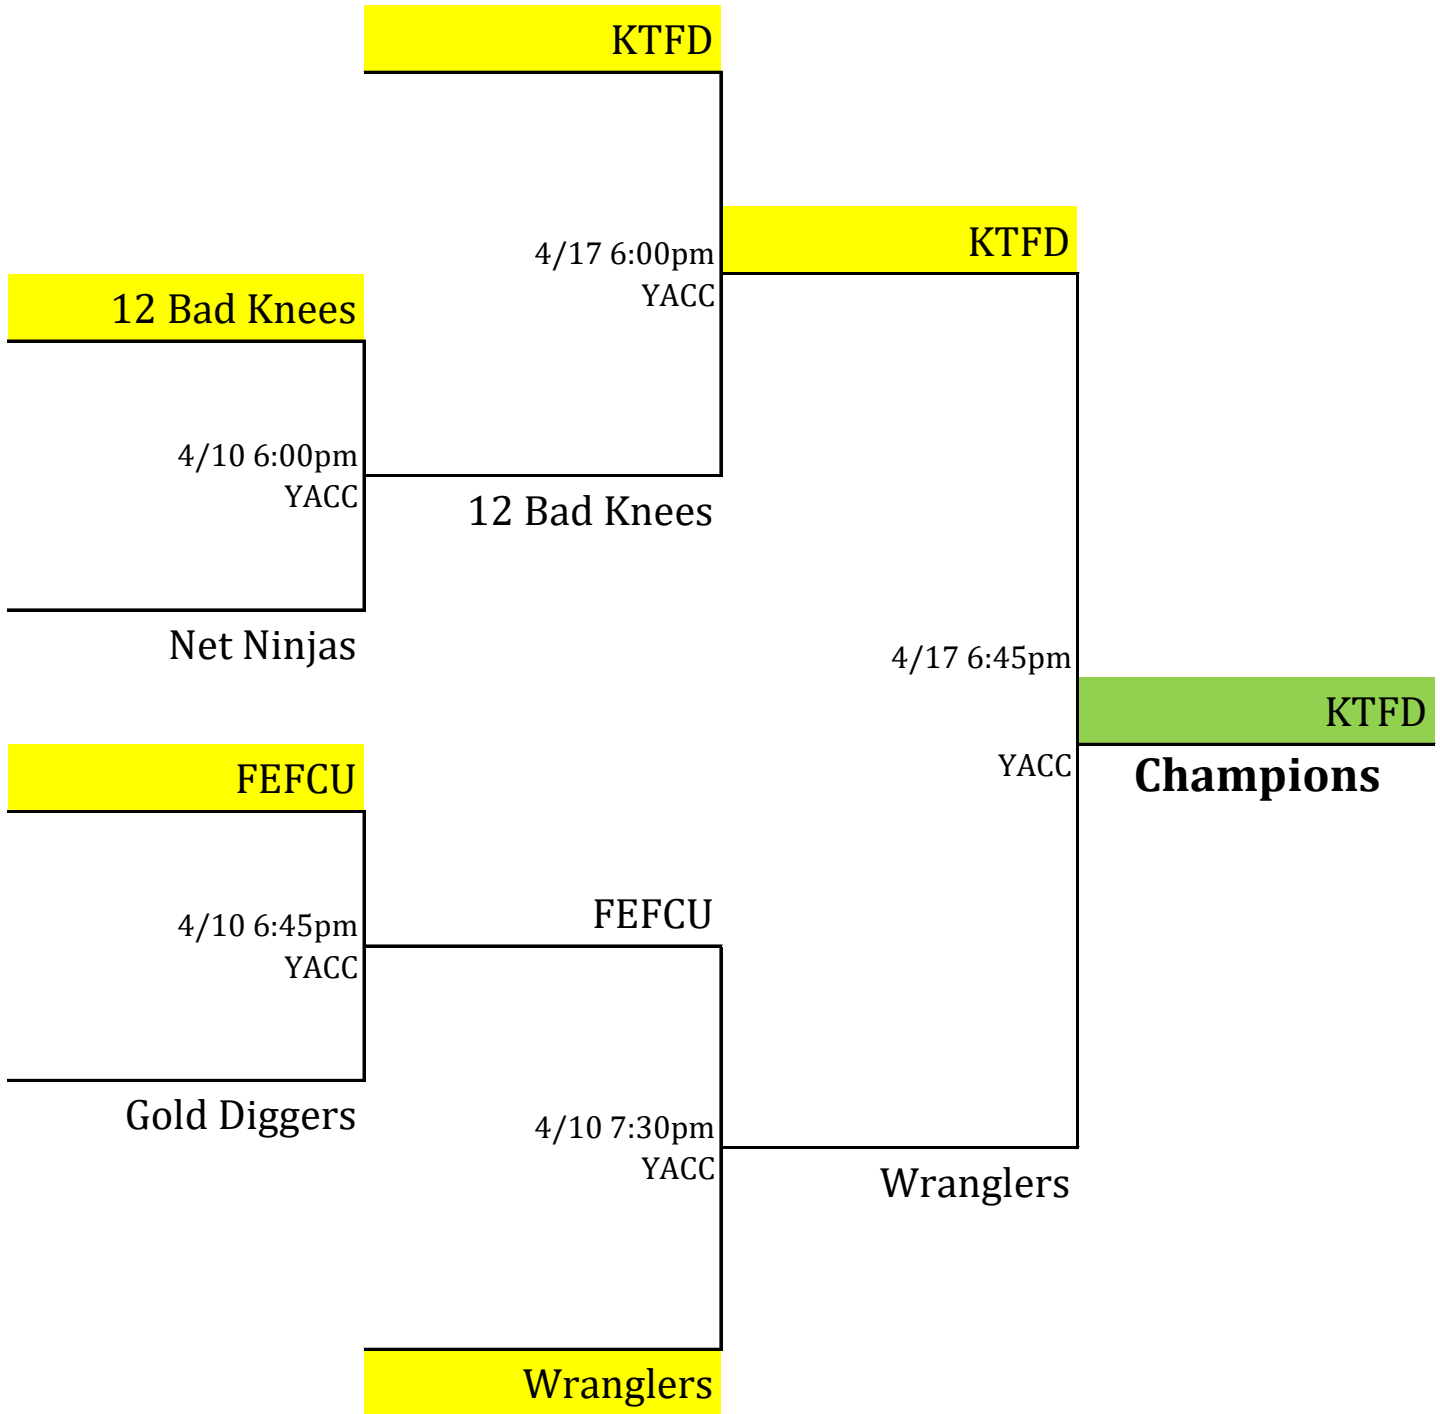 KTFD
4/17 6:00pm
YACC
KTFD
12 Bad Knees
4/10 6:00pm
YACC
12 Bad Knees
Net Ninjas
4/17 6:45pm
YACC
KTFD
Champions
FEFCU
4/10 6:45pm
YACC
FEFCU
Gold Diggers
4/10 7:30pm
YACC
Wranglers
Wranglers